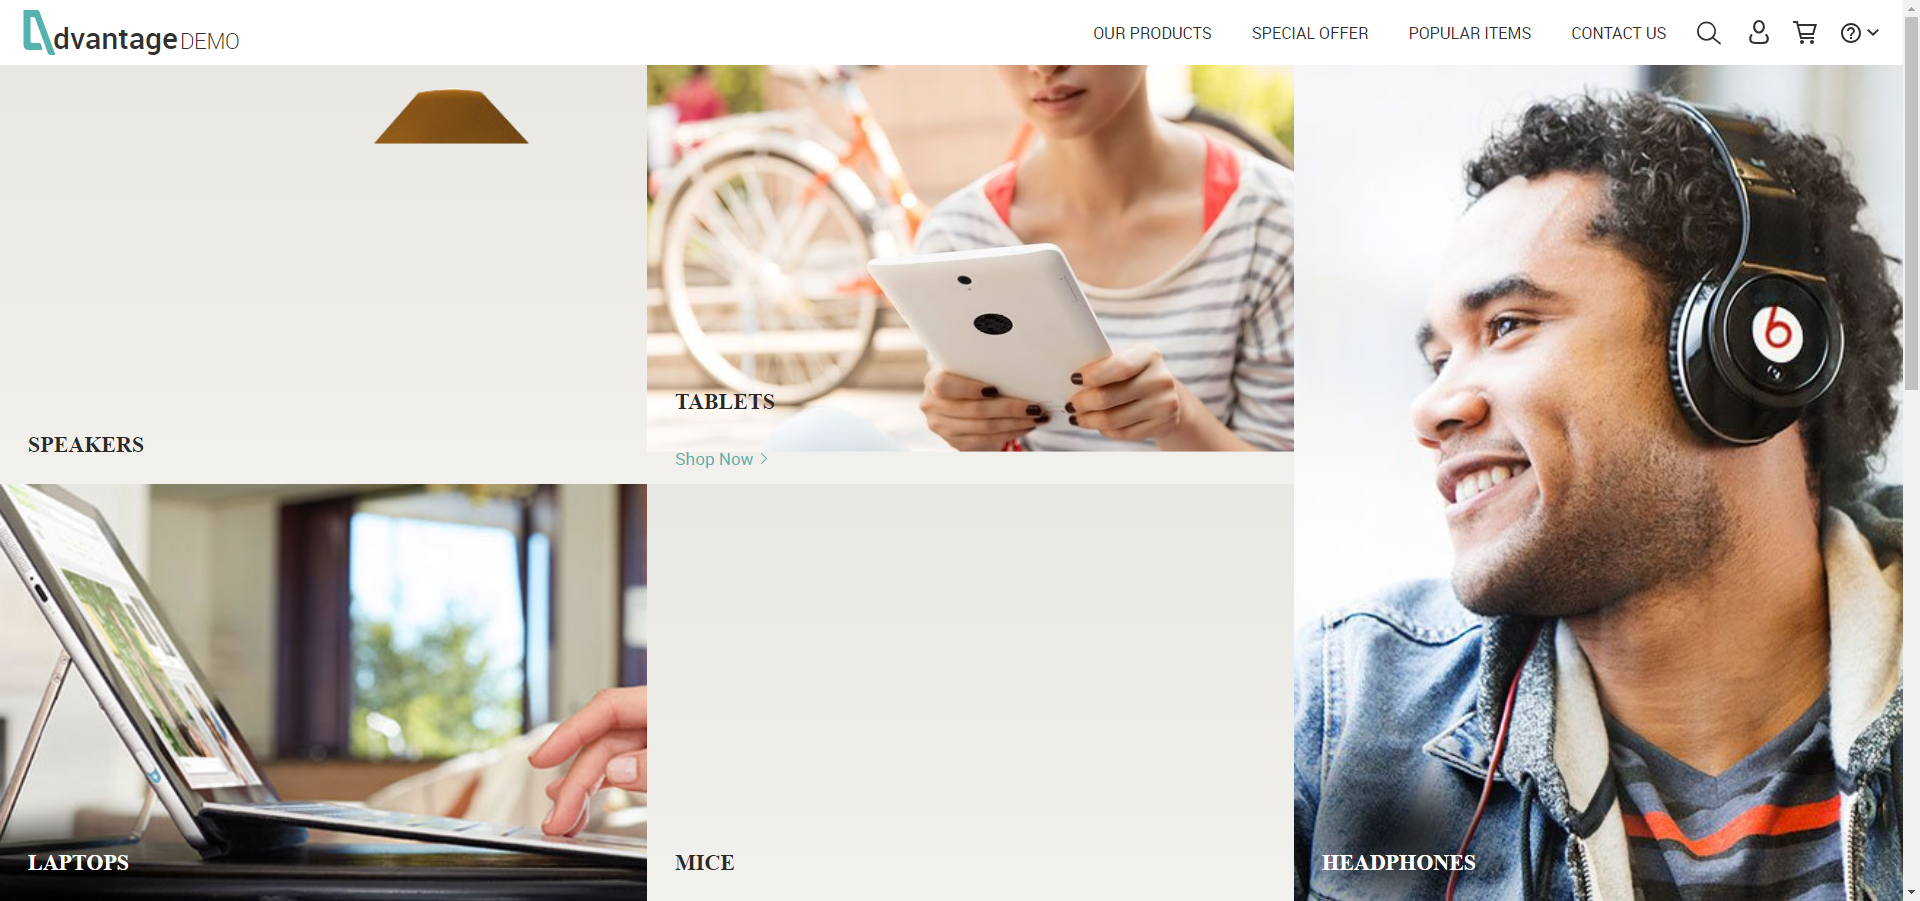 dvantage DEMO
OUR PRODUCTS
SPECIAL OFFER
POPULAR ITEMS
CONTACT US
SPEAKERS
TABLETS
Shop Now
LAPTOPS
MICE
HEADPHONES